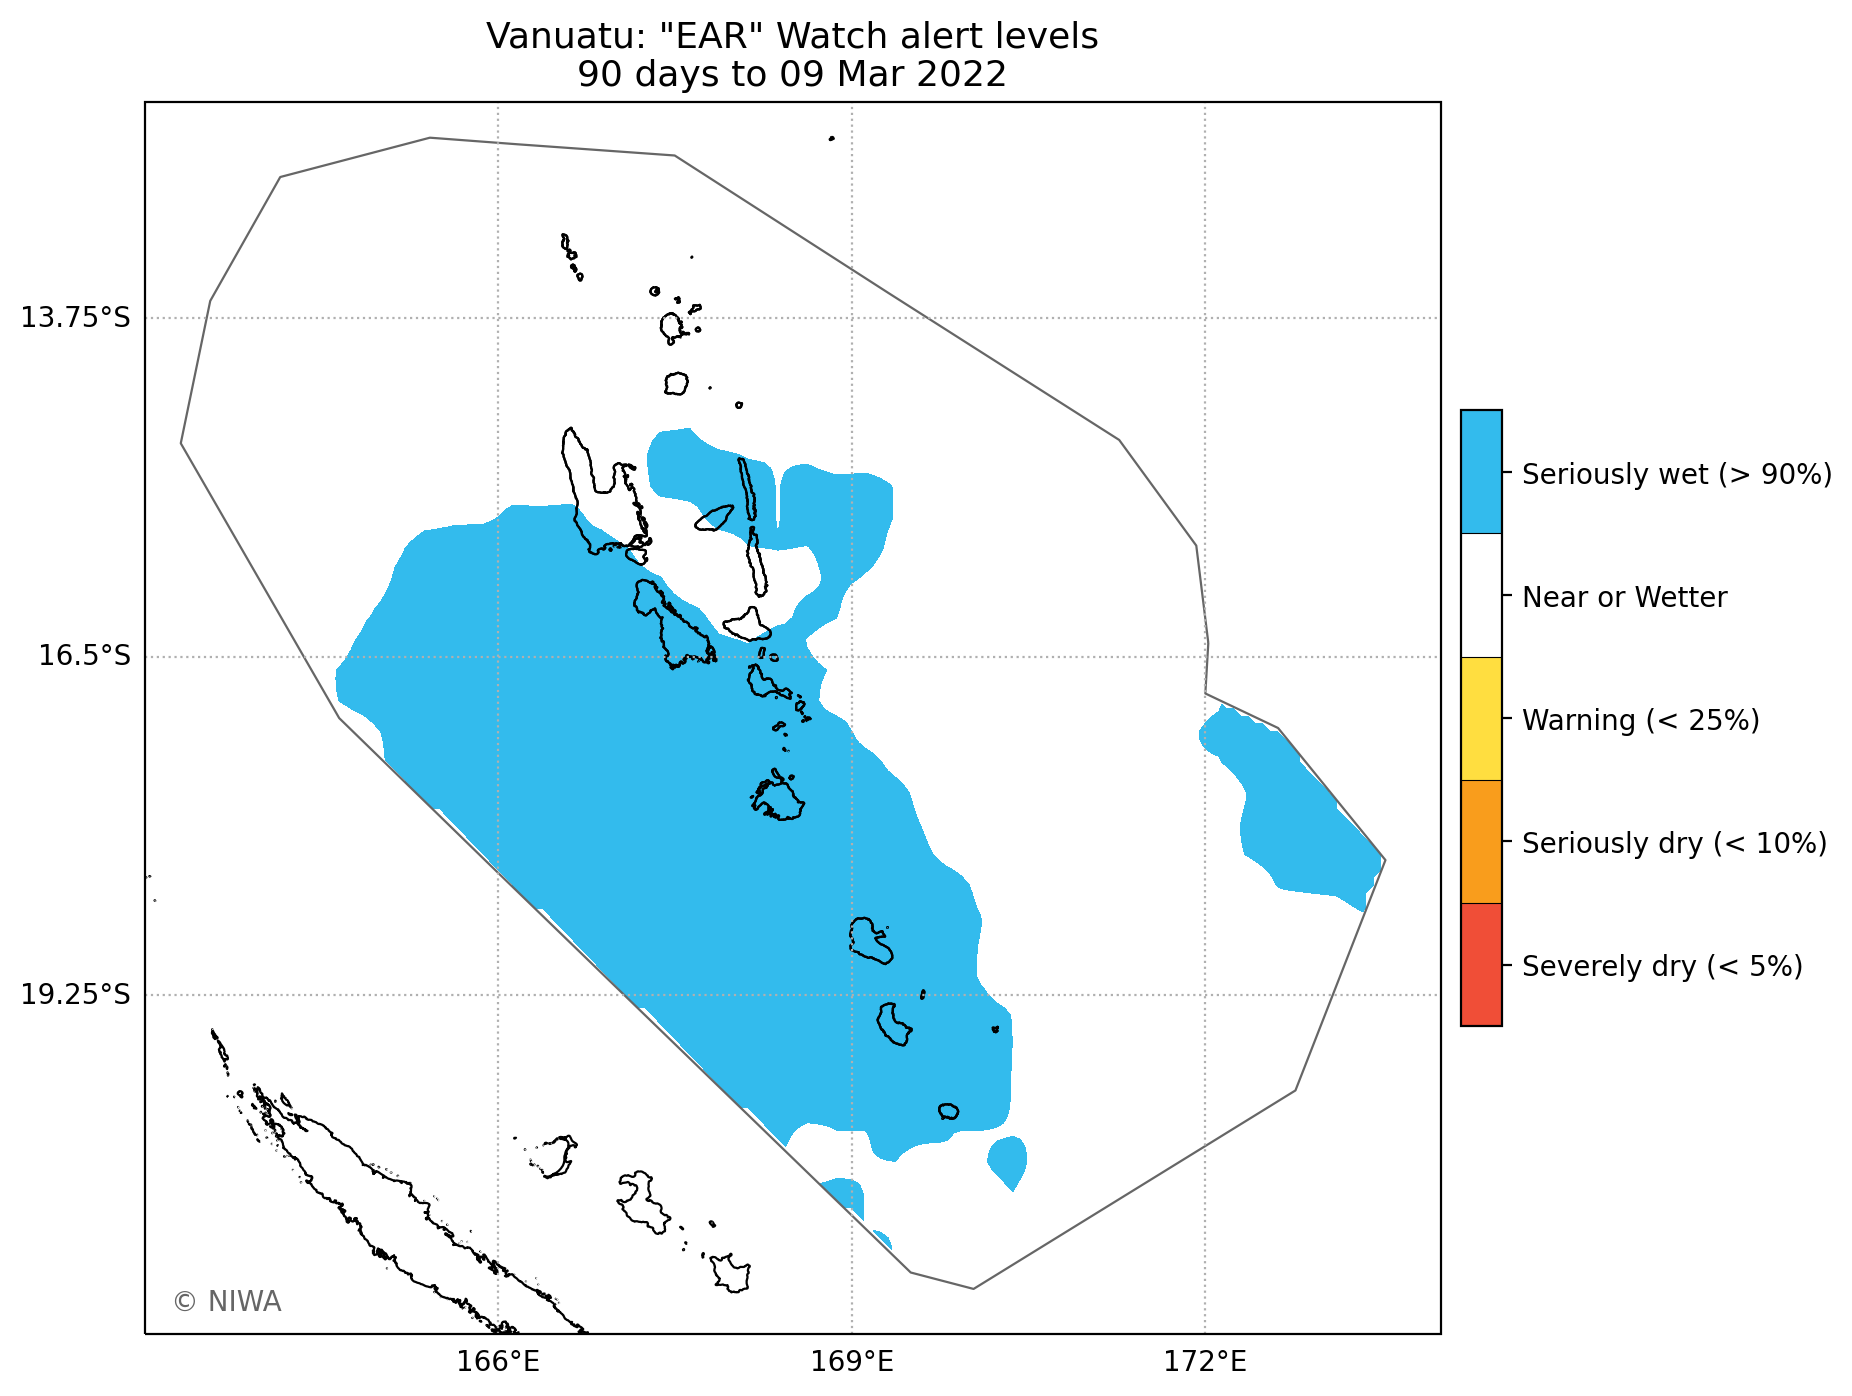 Vanuatu: "EAR" Watch alert levels
90 days to 09 Mar 2022
13.75°S
16.5°S
19.25°S
166°E
169°E
172°E
Seriously wet (> 90%)
Near or Wetter
Warning (< 25%)
Seriously dry (< 10%)
Severely dry (< 5%)
© NIWA